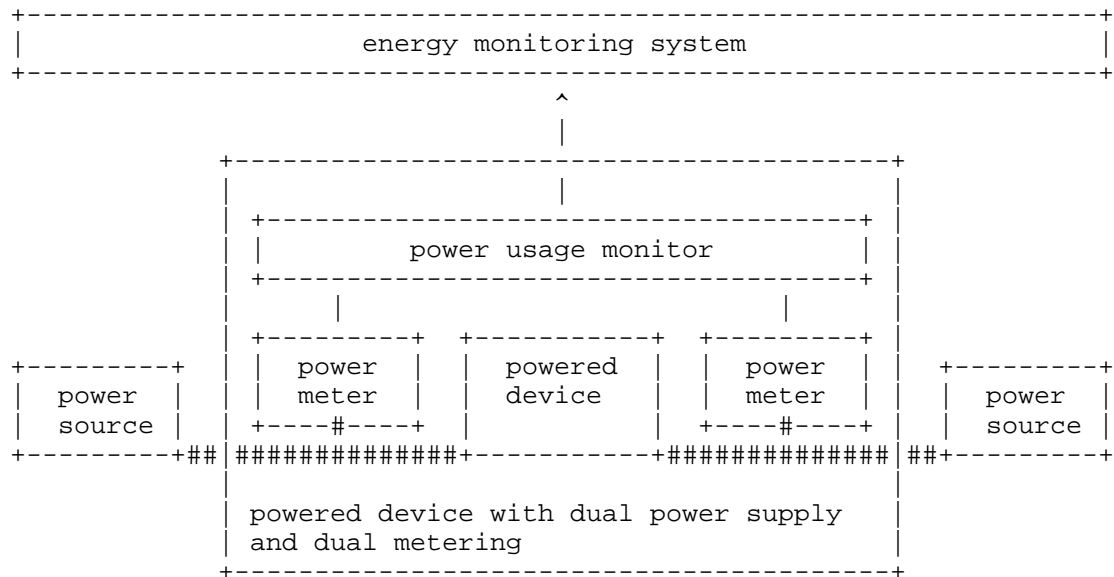 energy monitoring system
power usage monitor
power powered power
power meter device meter power
source source
powered device with dual power supply
and dual metering